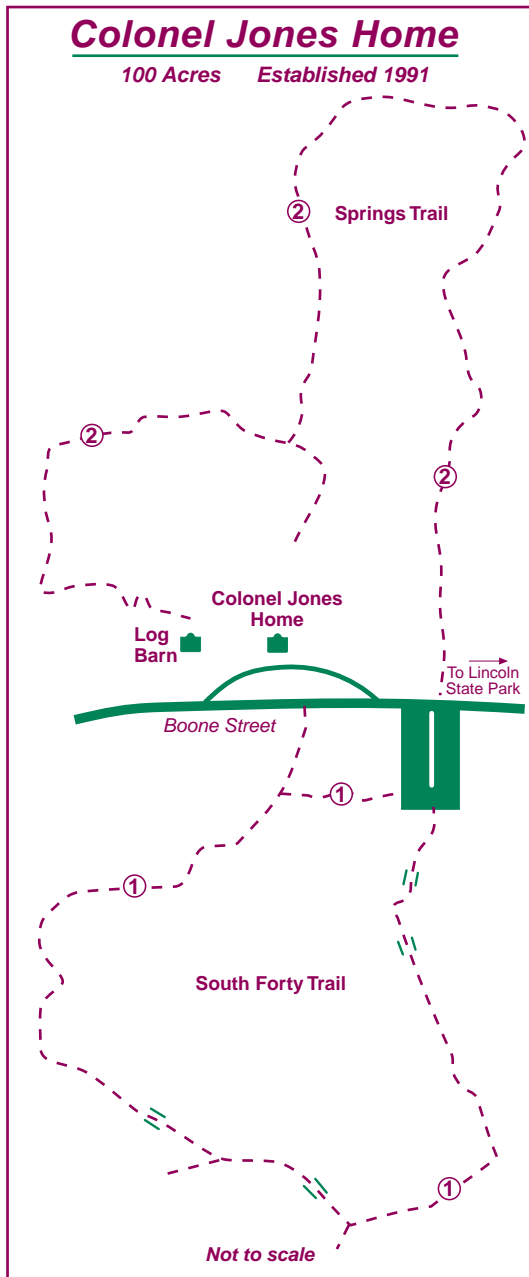 Colonel Jones Home
100 Acres Established 1991
2
Springs Trail
2
2
Colonel Jones
Home
Log
Barn
To Lincoln
State Park
Boone Street
1
1
South Forty Trail
1
Not to scale